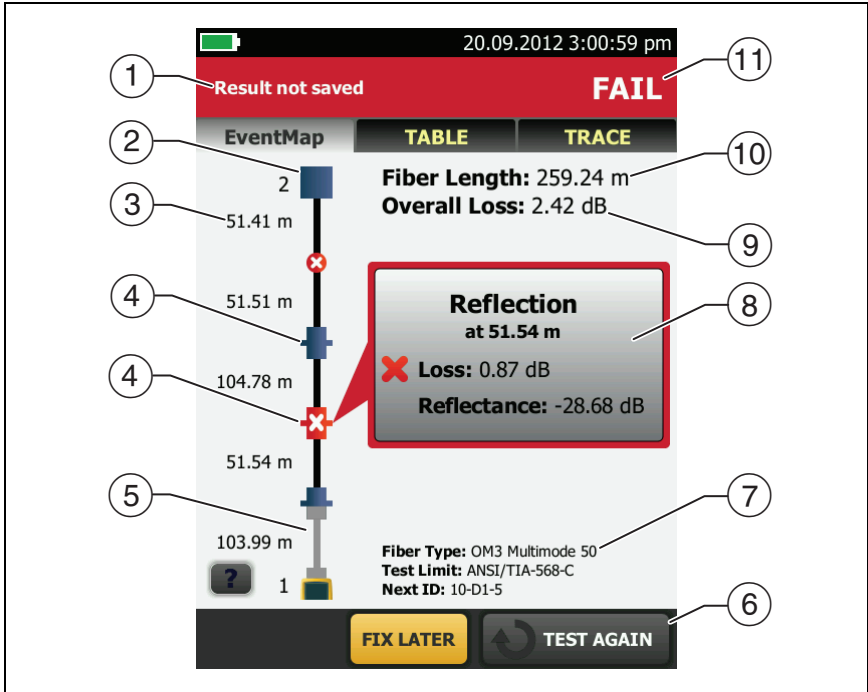 20.09.2012 3:00:59 pm
1
Result not saved
FAIL
11
EventMap
TABLE
TRACE
2
2
Fiber Length: 259.24 m
10
Overall Loss: 2.42 dB
9
3
51.41 m
51.51 m
4
Reflection
at 51.54 m
Loss: 0.87 dB
Reflectance: -28.68 dB
8
4
104.78 m
51.54 m
5
103.99 m
?
1
Fiber Type: OM3 Multimode 50
Test Limit: ANSI/TIA-568-C
Next ID: 10-D1-5
7
FIX LATER
TEST AGAIN
6